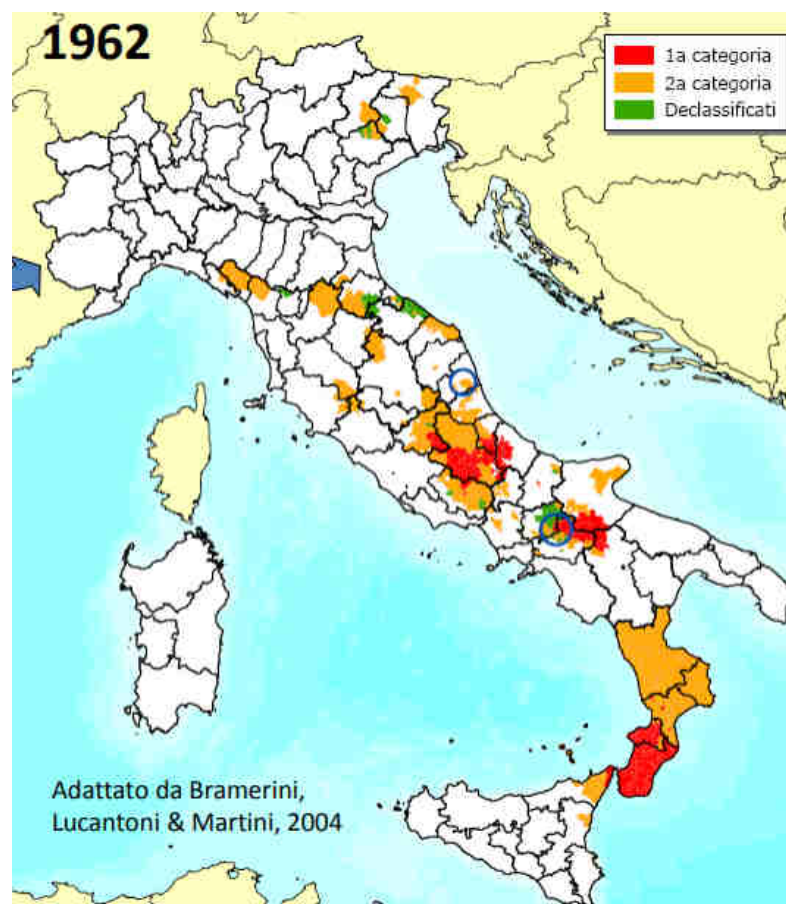 1962
1a categoria
2a categoria
Declassificati
Adattato da Bramerini,
Lucantoni & Martini, 2004